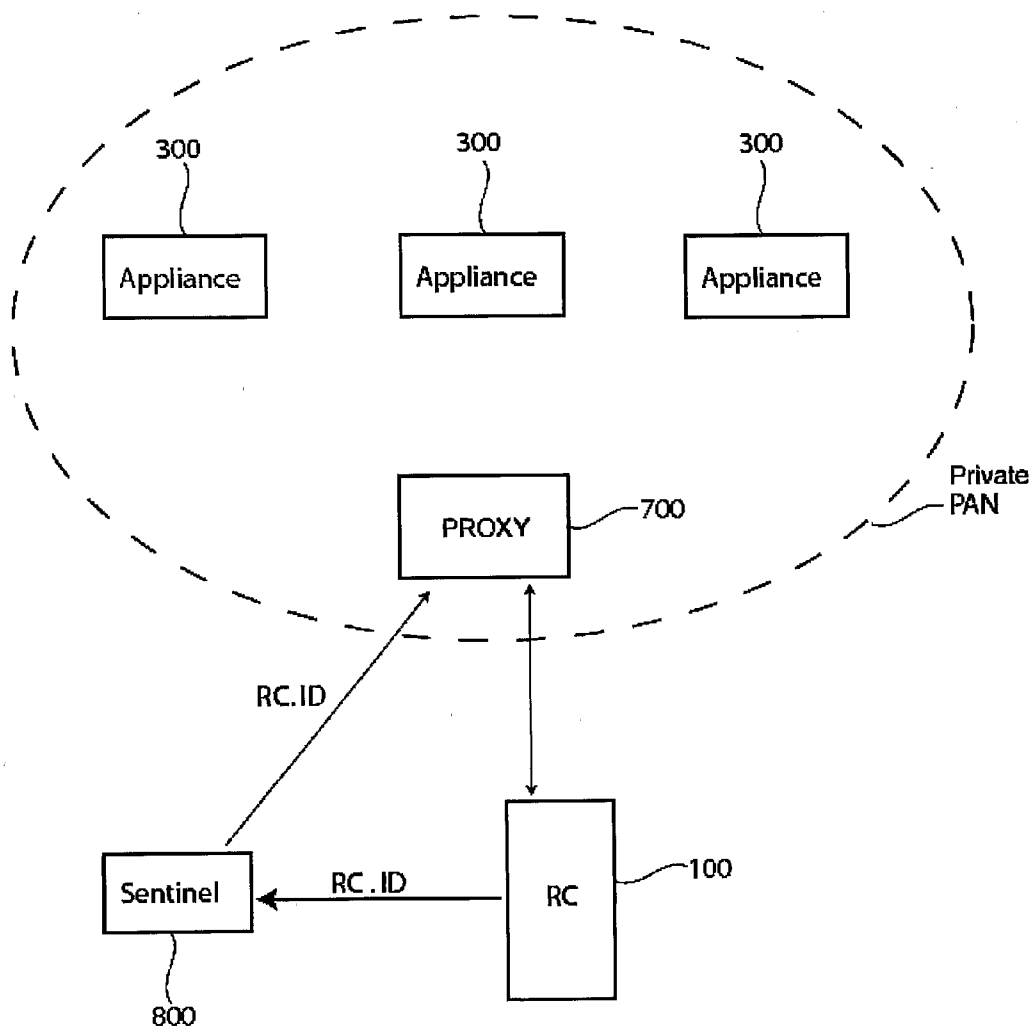 300
300
300
Appliance
Appliance
Appliance
Private
PAN
PROXY
700
RC.ID
Sentinel
RC.ID
RC
100
800